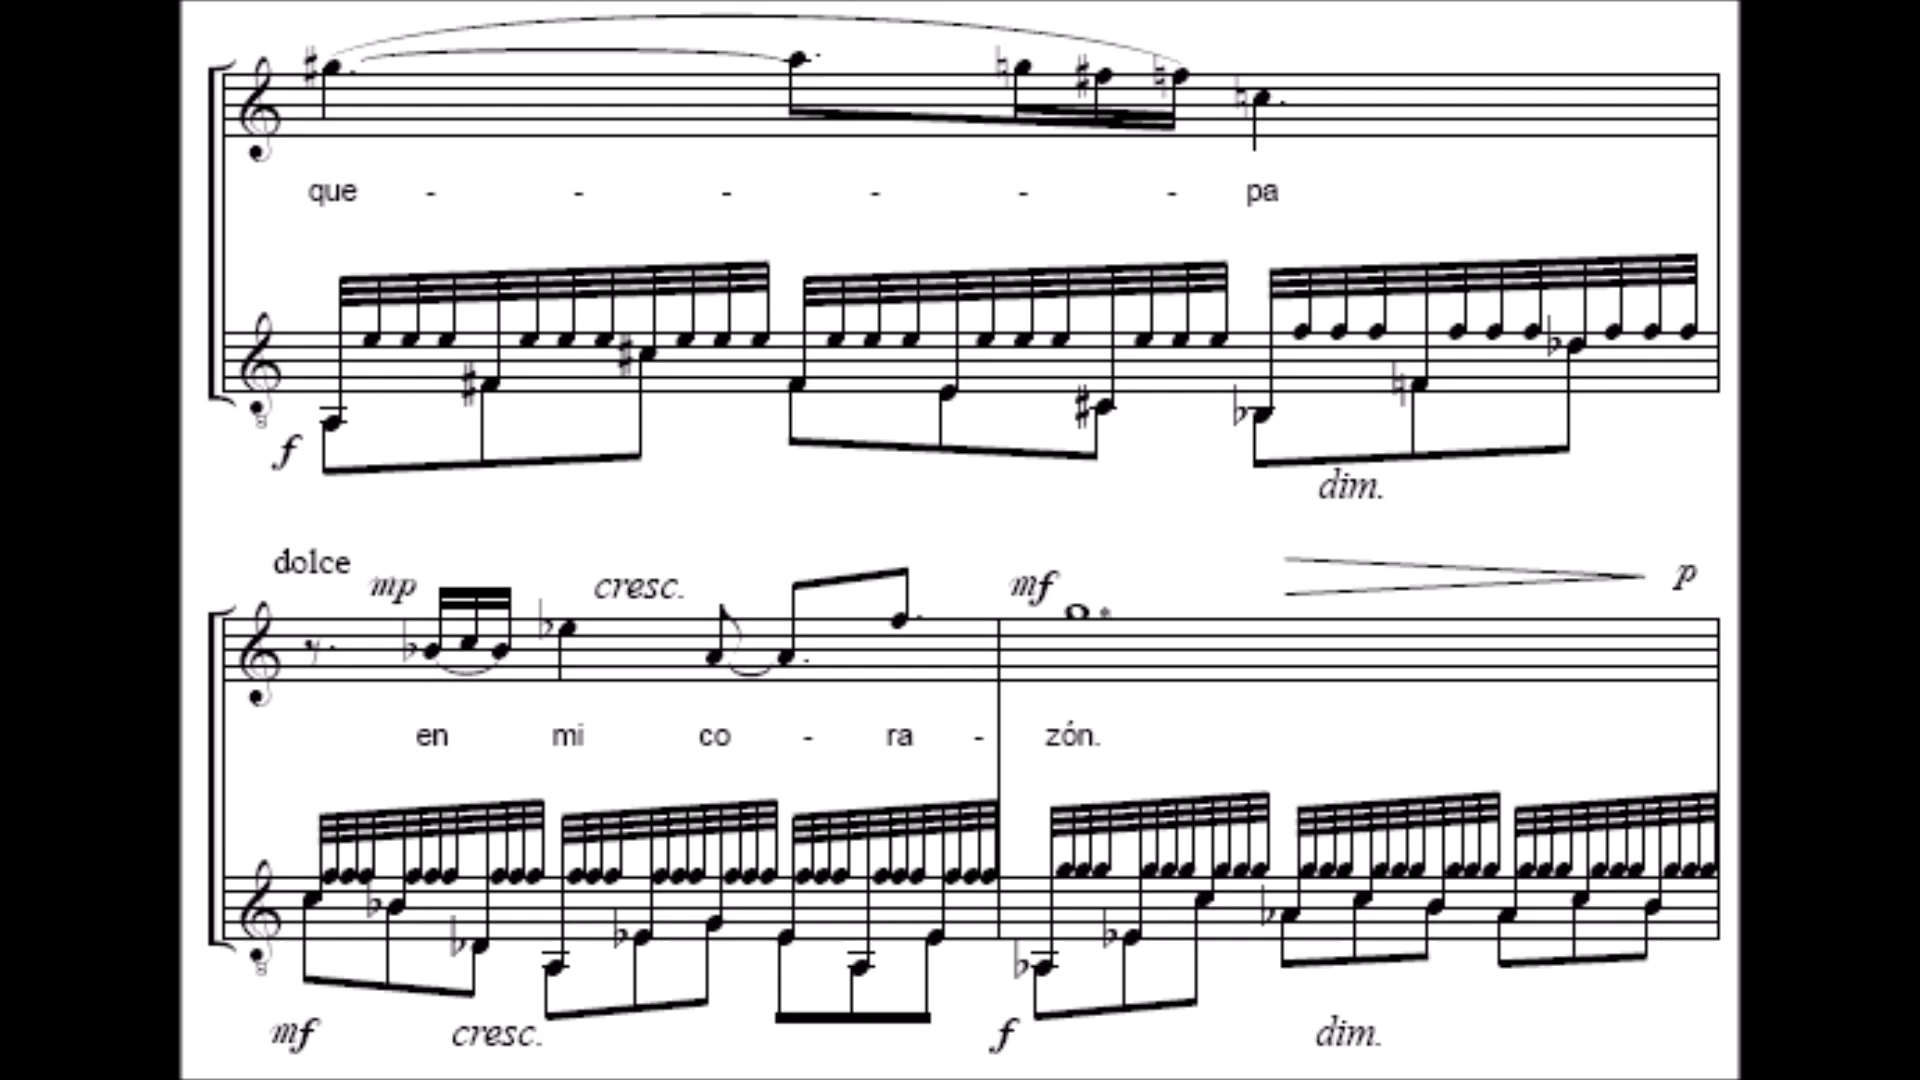 que - - - - - - pa
f
dim.
dolce
mp cresc. mf p
en mi co - ra - zón.
mf cresc. f dim.